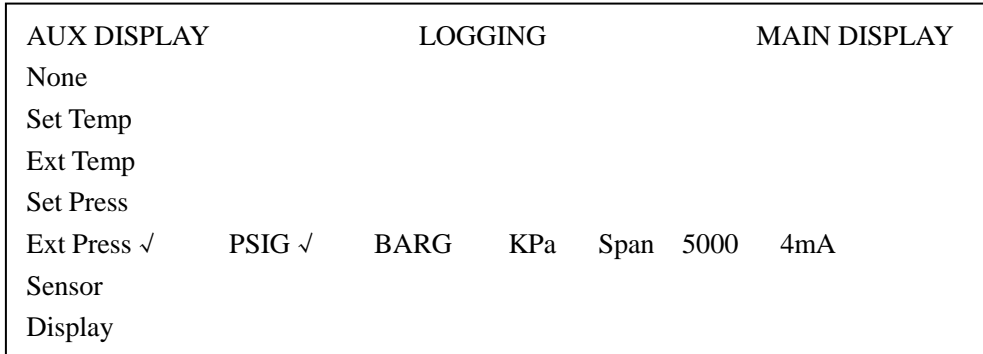 AUX DISPLAY LOGGING MAIN DISPLAY
None
Set Temp
Ext Temp
Set Press
Ext Press √ PSIG √ BARG KPa Span 5000 4mA
Sensor
Display